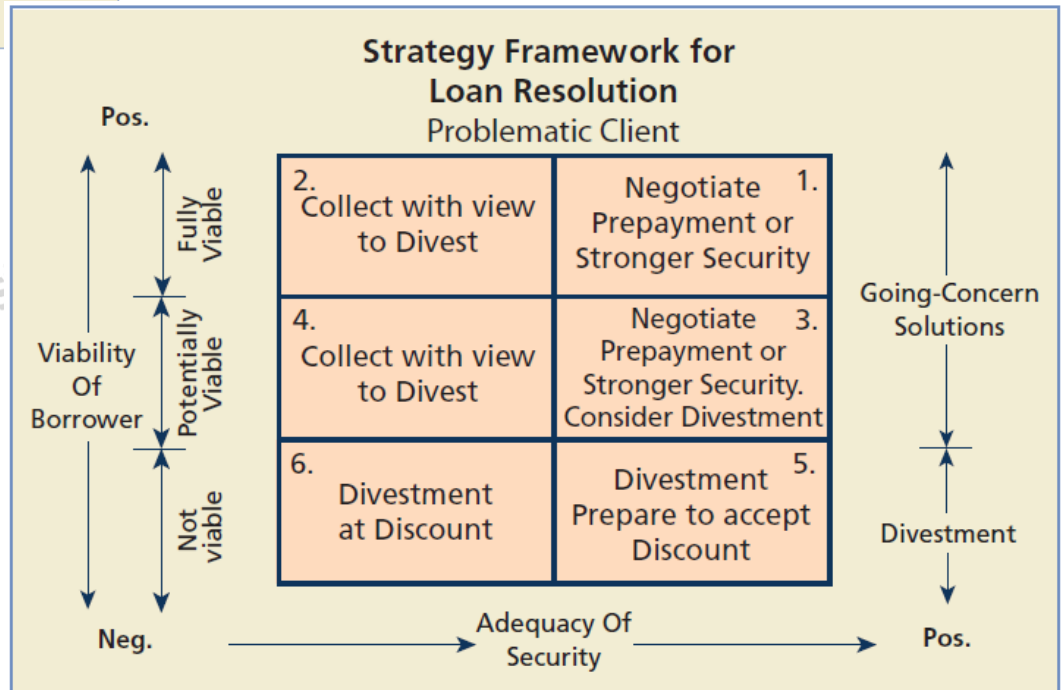 Strategy Framework for
Loan Resolution
Problematic Client
Pos.
Viability
Of
Borrower
Neg.
Fully
Viable
Potentially
Viable
Not
viable
2.
Collect with view
to Divest
1.
Negotiate
Prepayment or
Stronger Security
4.
Collect with view
to Divest
3.
Negotiate
Prepayment or
Stronger Security.
Consider Divestment
6.
Divestment
at Discount
5.
Divestment
Prepare to accept
Discount
Going-Concern
Solutions
Divestment
Adequacy Of
Security
Pos.